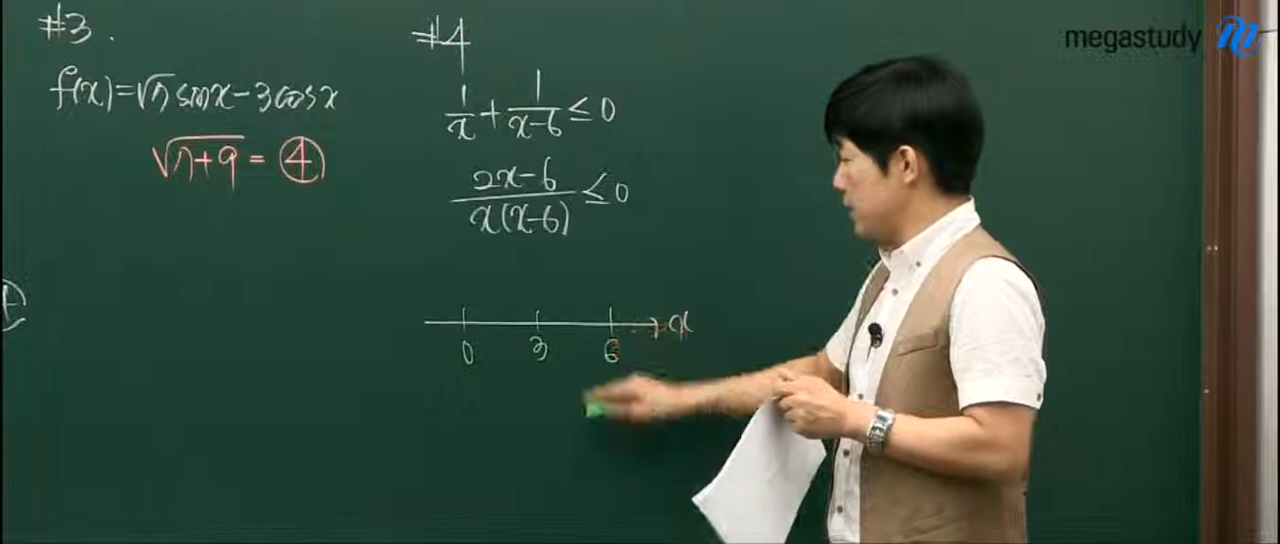 #3.
f(x)=√7 sinx-3cosx
√7+9 = ④
#4
1/x + 1/(x-6) ≤ 0
(2x-6)/(x(x-6)) ≤ 0
0 3 6 x
megastudy